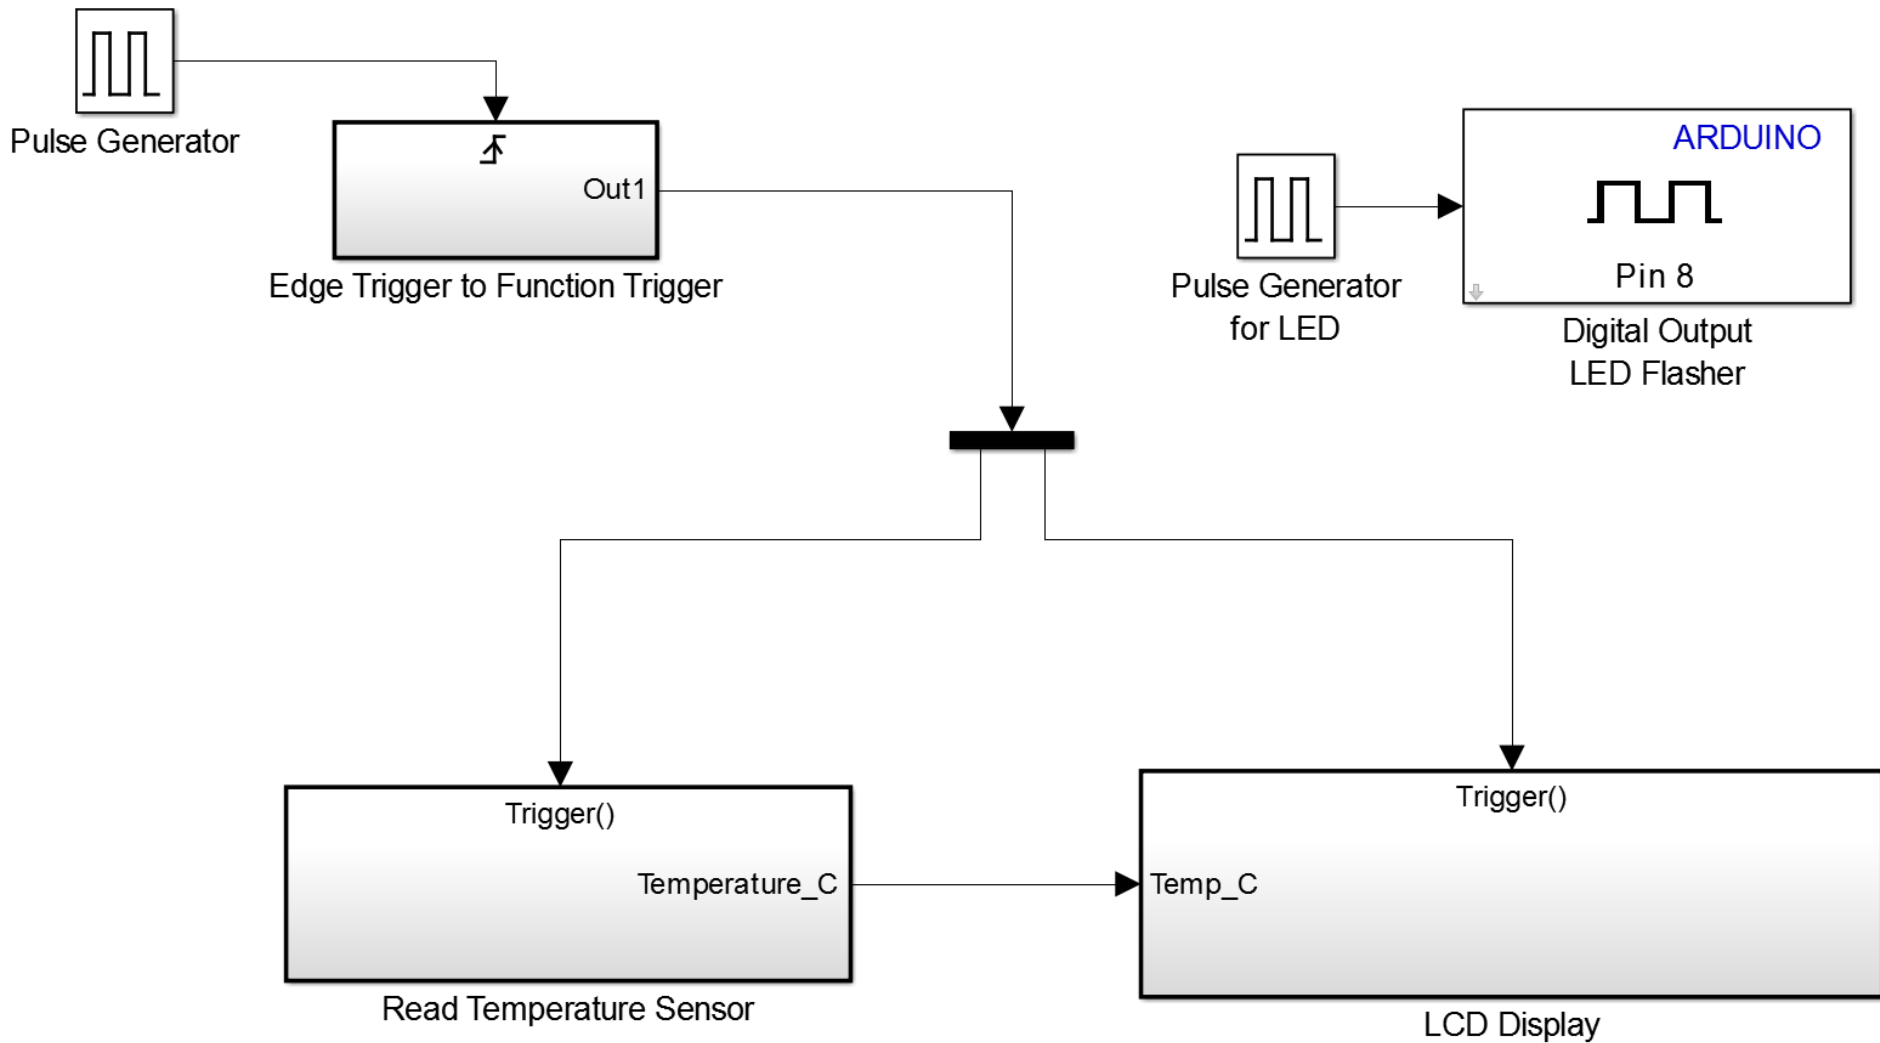 Pulse Generator
Out1
Edge Trigger to Function Trigger
Pulse Generator
for LED
ARDUINO
Pin 8
Digital Output
LED Flasher
Trigger()
Temperature_C
Read Temperature Sensor
Trigger()
Temp_C
LCD Display